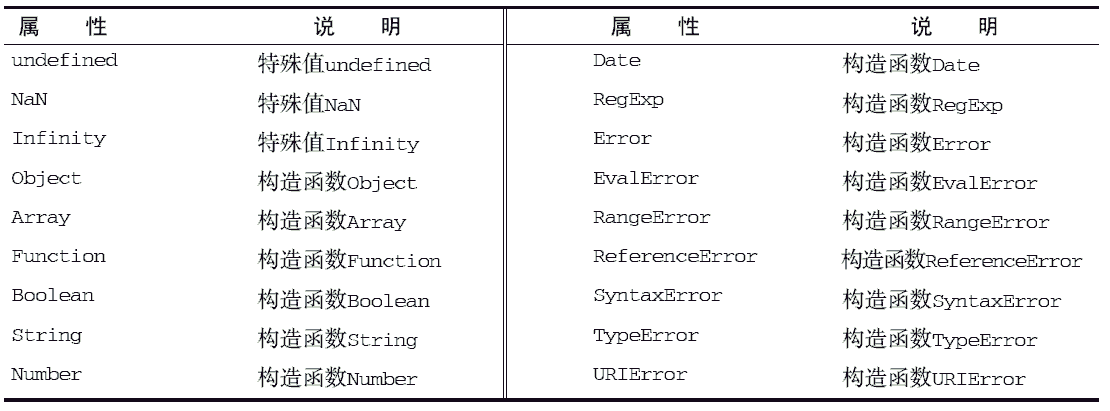 属 性 说 明 属 性 说 明
undefined 特殊值undefined Date 构造函数Date
NaN 特殊值NaN RegExp 构造函数RegExp
Infinity 特殊值Infinity Error 构造函数Error
Object 构造函数Object EvalError 构造函数EvalError
Array 构造函数Array RangeError 构造函数RangeError
Function 构造函数Function ReferenceError 构造函数ReferenceError
Boolean 构造函数Boolean SyntaxError 构造函数SyntaxError
String 构造函数String TypeError 构造函数TypeError
Number 构造函数Number URIError 构造函数URIError